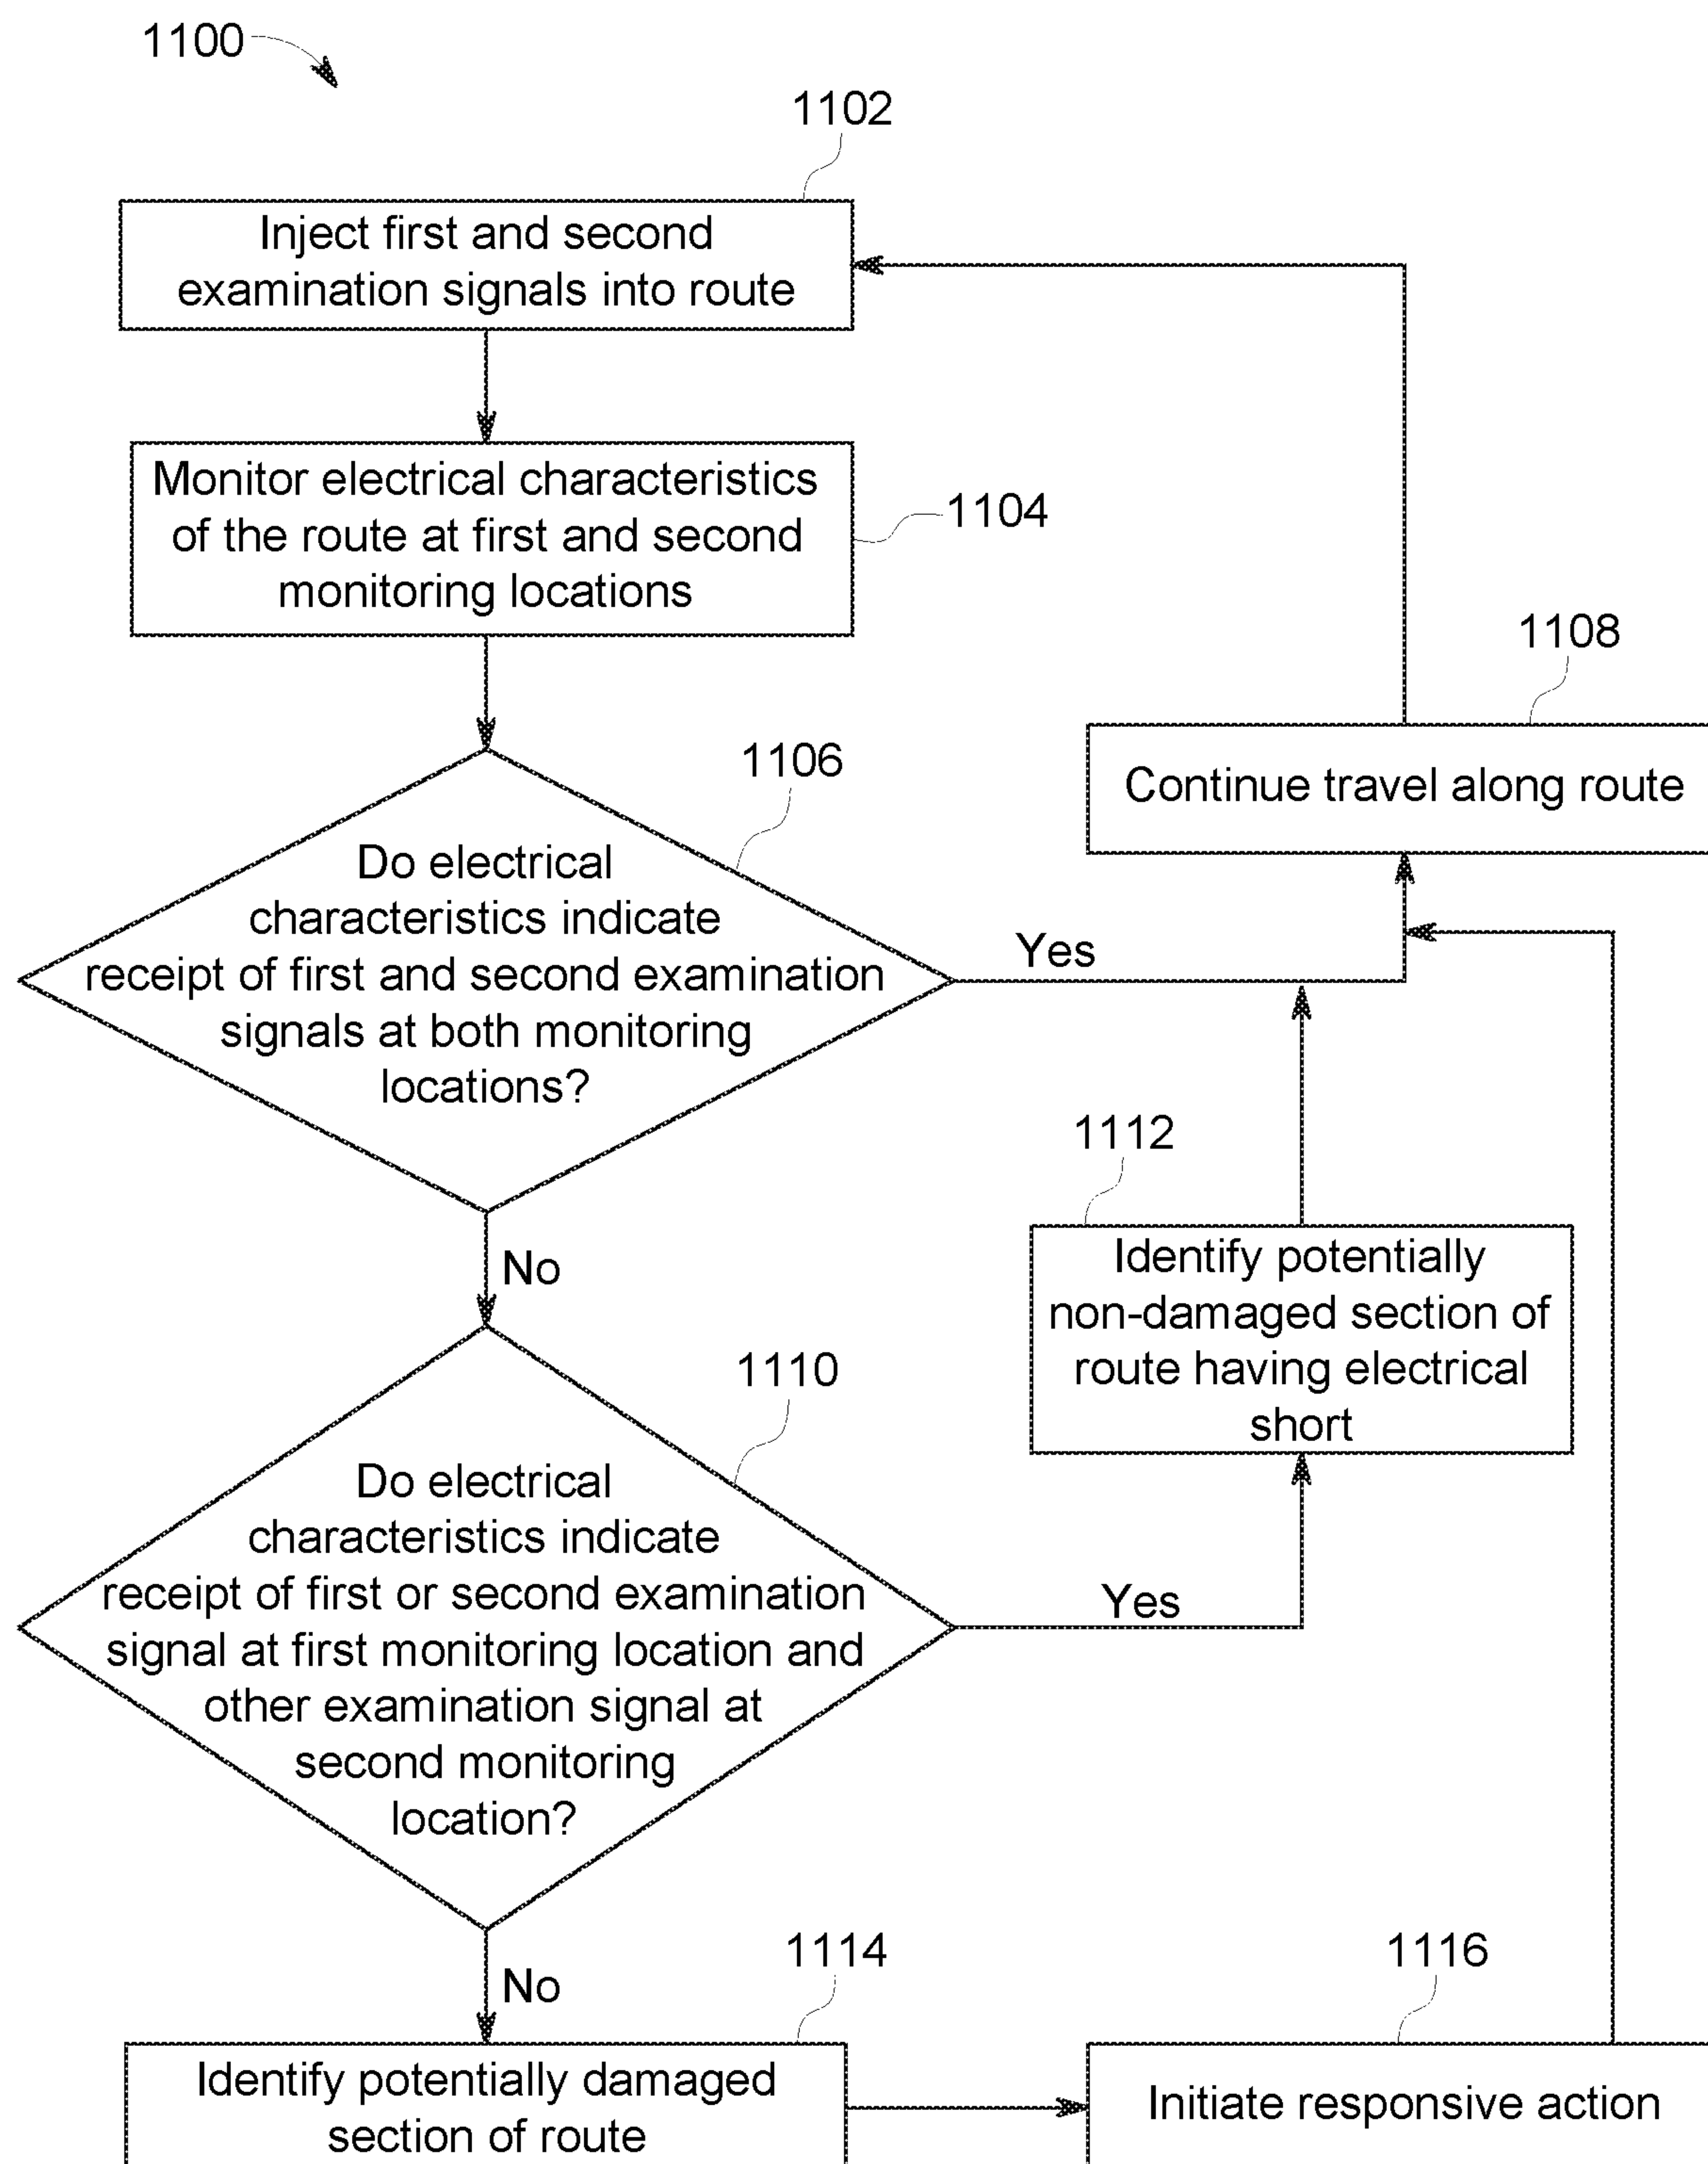 1100
1102
Inject first and second
examination signals into route
Monitor electrical characteristics
of the route at first and second
monitoring locations
1104
1108
Continue travel along route
1106
Do electrical
characteristics indicate
receipt of first and second examination
signals at both monitoring
locations?
Yes
No
1112
Identify potentially
non-damaged section of
route having electrical
short
1110
Do electrical
characteristics indicate
receipt of first or second examination
signal at first monitoring location and
other examination signal at
second monitoring
location?
Yes
No
1114
Identify potentially damaged
section of route
1116
Initiate responsive action